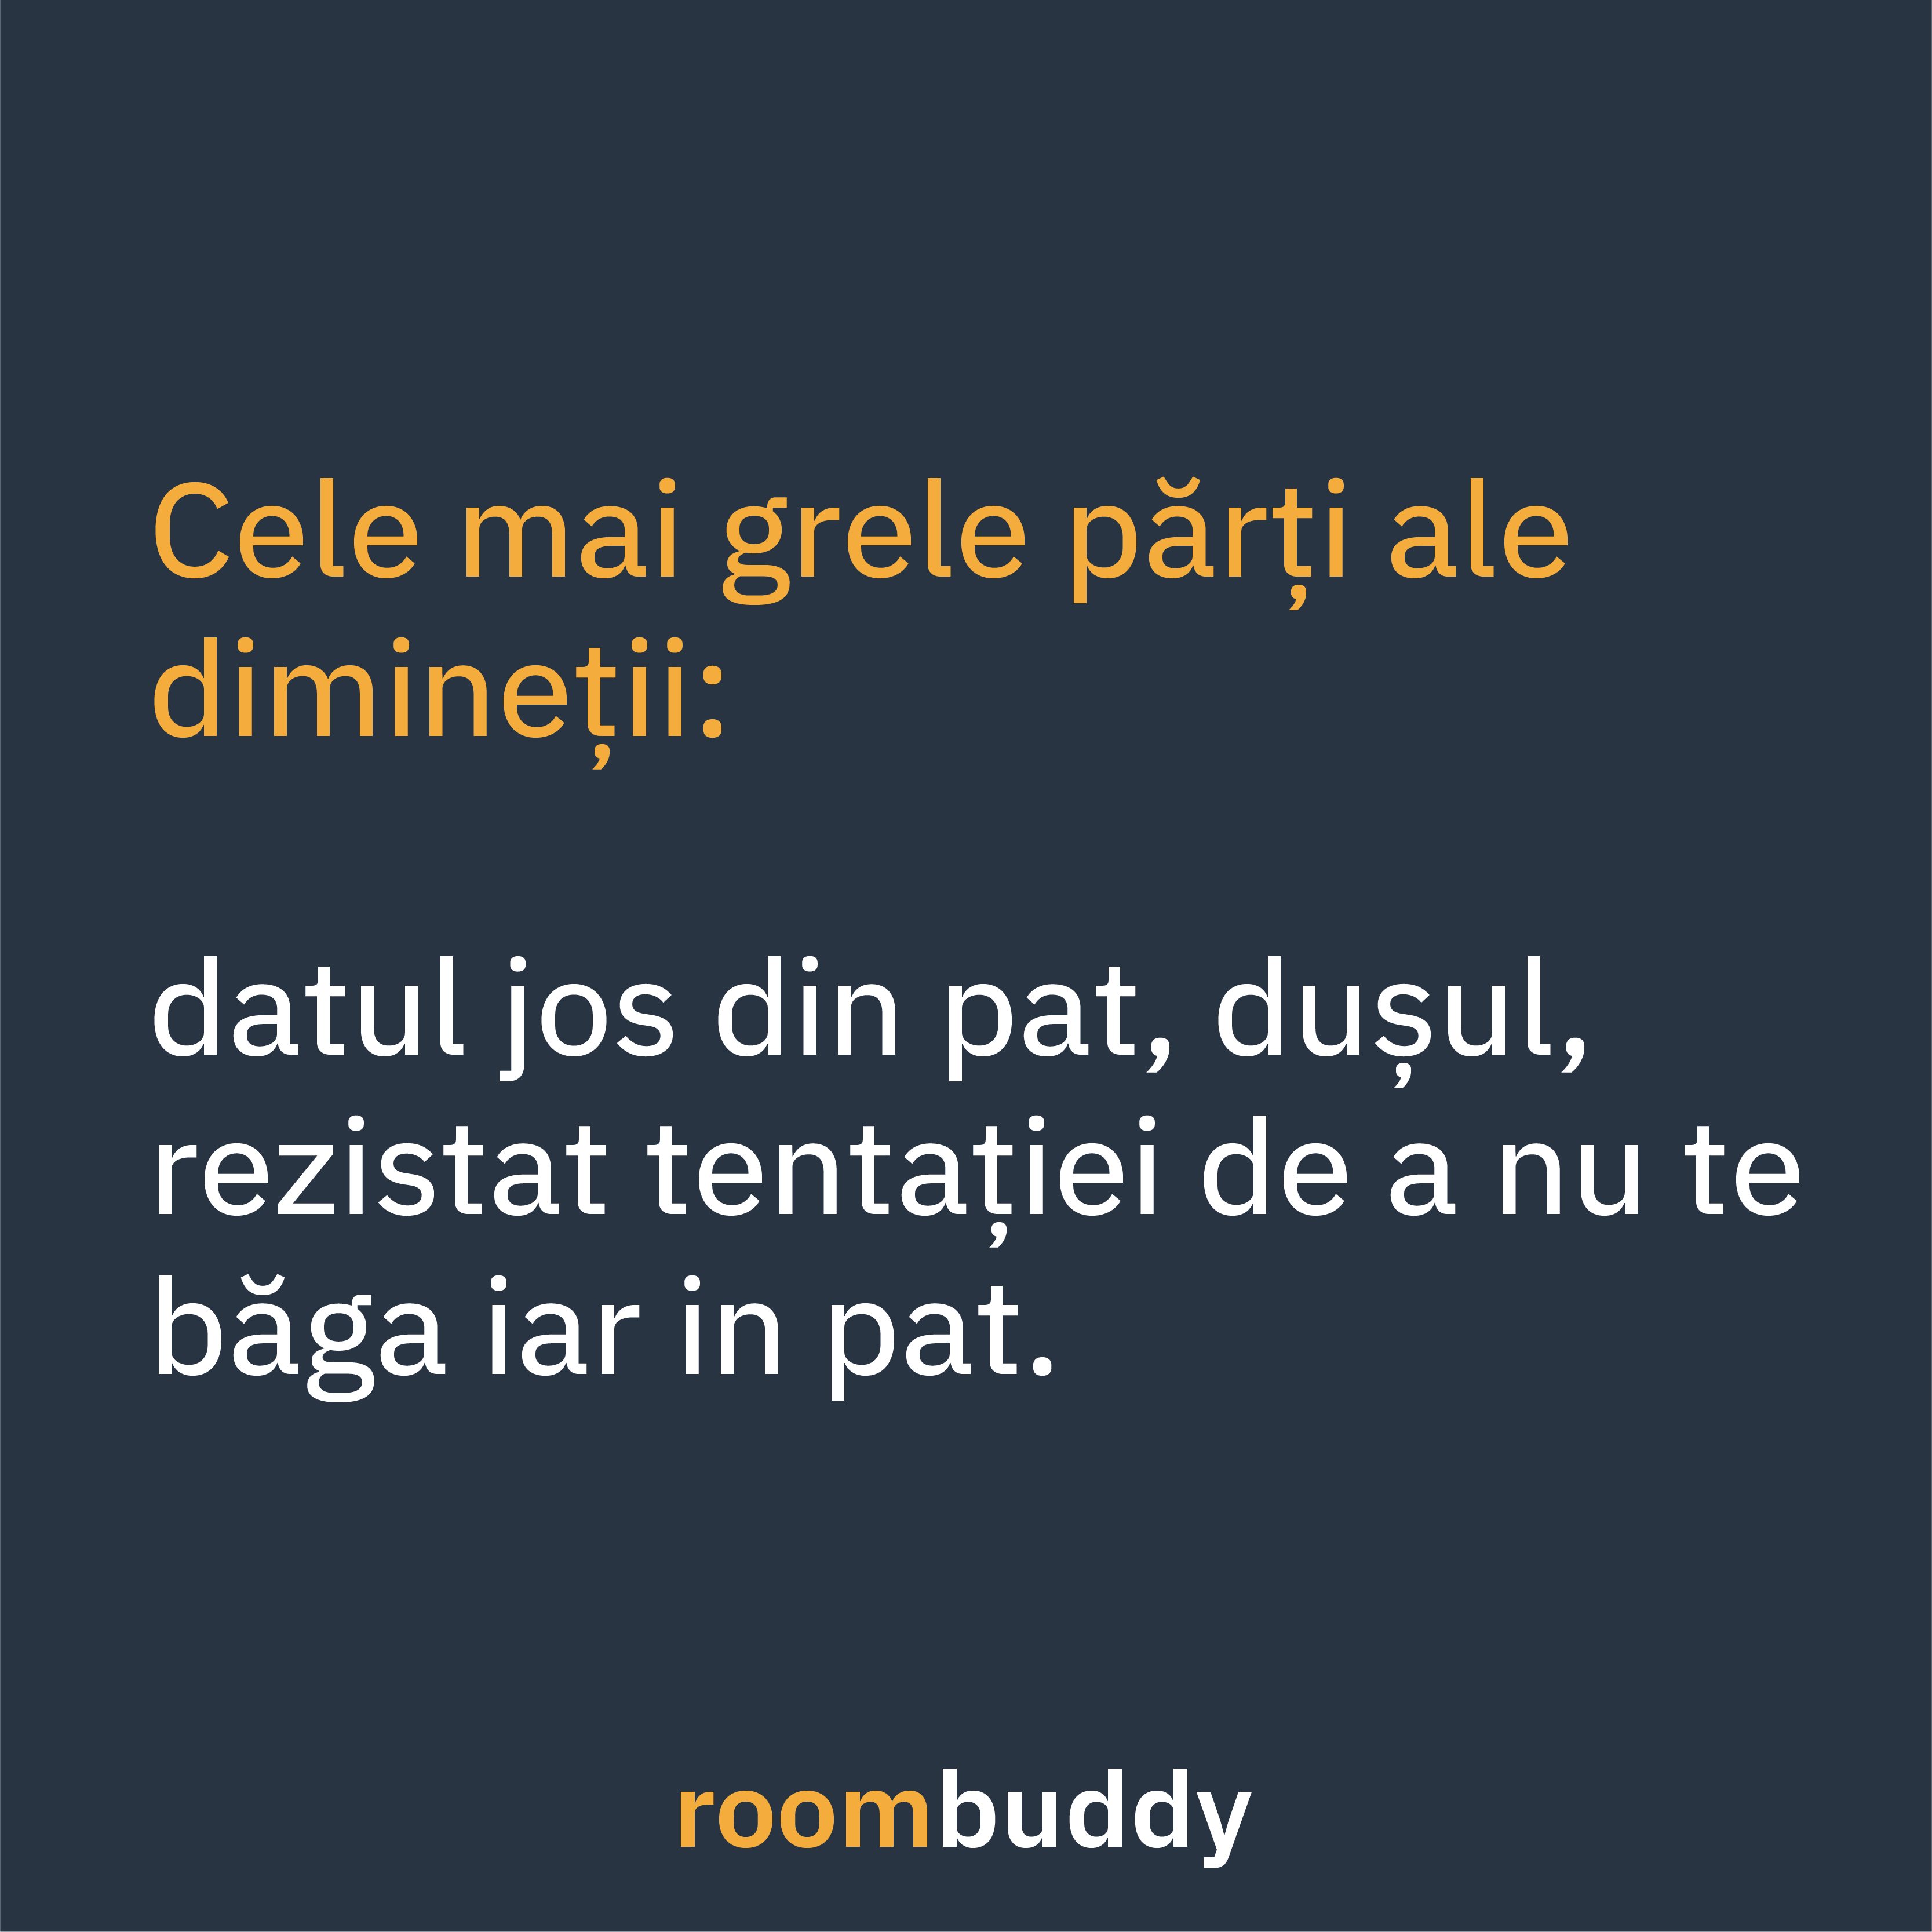 Cele mai grele părți ale
dimineții:
datul jos din pat, dușul,
rezistat tentației de a nu te
băga iar in pat.
roombuddy